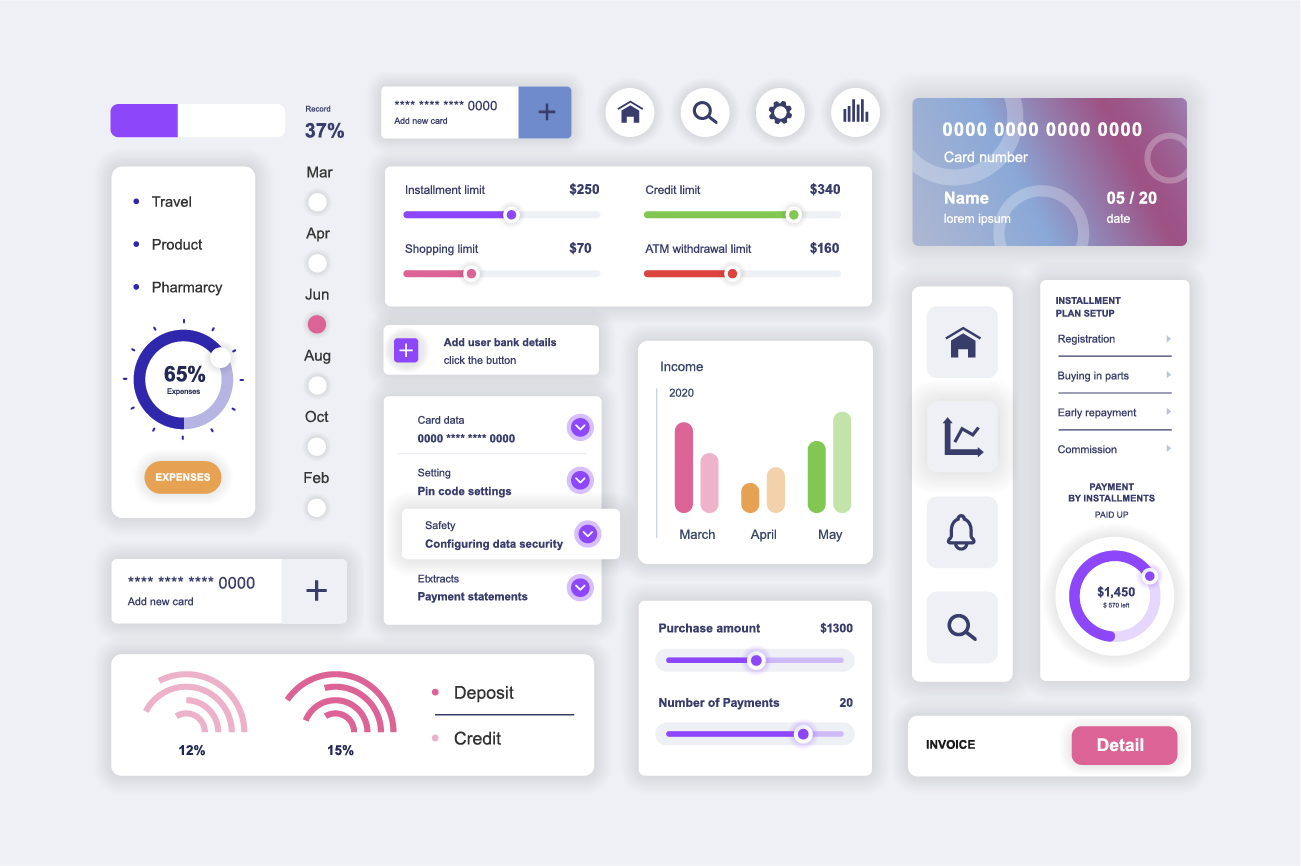 Record
37%
**** **** **** 0000
Add new card
+
0000 0000 0000 0000
Card number
Name
lorem ipsum
05 / 20
date
Travel
Product
Pharmarcy
65%
Expenses
EXPENSES
Mar
Apr
Jun
Aug
Oct
Feb
Installment limit $250
Credit limit $340
Shopping limit $70
ATM withdrawal limit $160
+
Add user bank details
click the button
Card data
0000 **** **** 0000
Setting
Pin code settings
Safety
Configuring data security
Etxtracts
Payment statements
Income
2020
March April May
INSTALLMENT
PLAN SETUP
Registration
Buying in parts
Early repayment
Commission
PAYMENT
BY INSTALLMENTS
PAID UP
$1,450
$ 570 left
**** **** **** 0000
Add new card
+
12%
15%
Deposit
Credit
Purchase amount $1300
Number of Payments 20
INVOICE
Detail